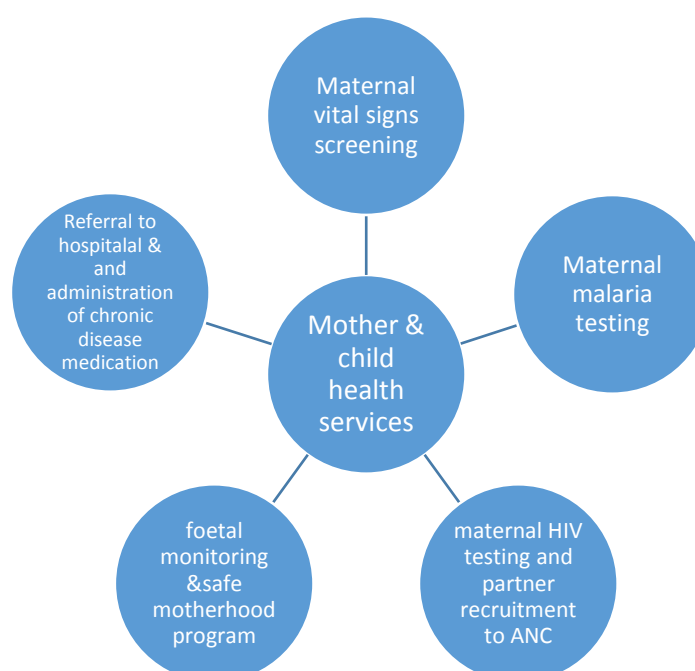 Maternal
vital signs
screening
Referral to
hospitalal &
and
administration
of chronic
disease
medication
Maternal
malaria
testing
Mother &
child
health
services
foetal
monitoring
&safe
motherhood
program
maternal HIV
testing and
partner
recruitment
to ANC